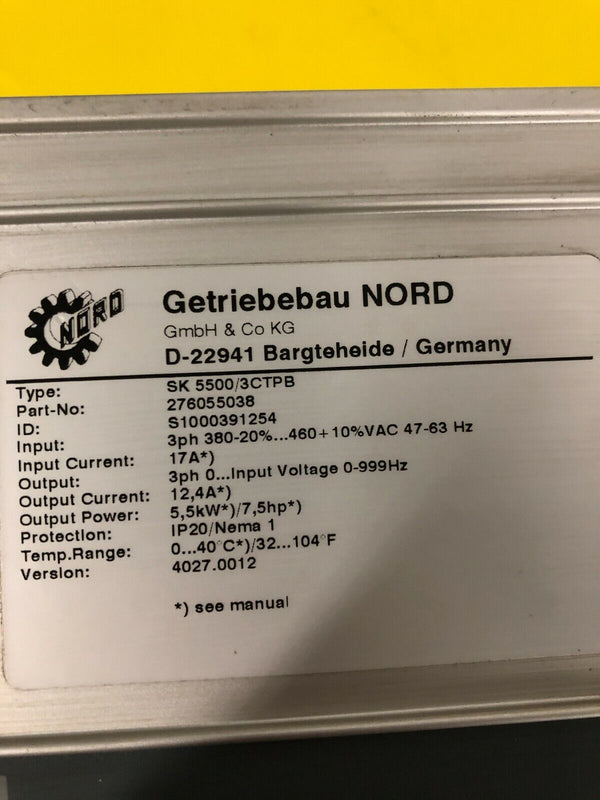 NORD
Getriebebau NORD
GmbH & Co KG
D-22941 Bargteheide / Germany
Type: SK 5500/3CTPB
Part-No: 276055038
ID: S1000391254
Input: 3ph 380-20%...460+10%VAC 47-63 Hz
Input Current: 17A*)
Output: 3ph 0...Input Voltage 0-999Hz
Output Current: 12,4A*)
Output Power: 5,5kW*)/7,5hp*)
Protection: IP20/Nema 1
Temp.Range: 0...40°C*)/32...104°F
Version: 4027.0012
*) see manual